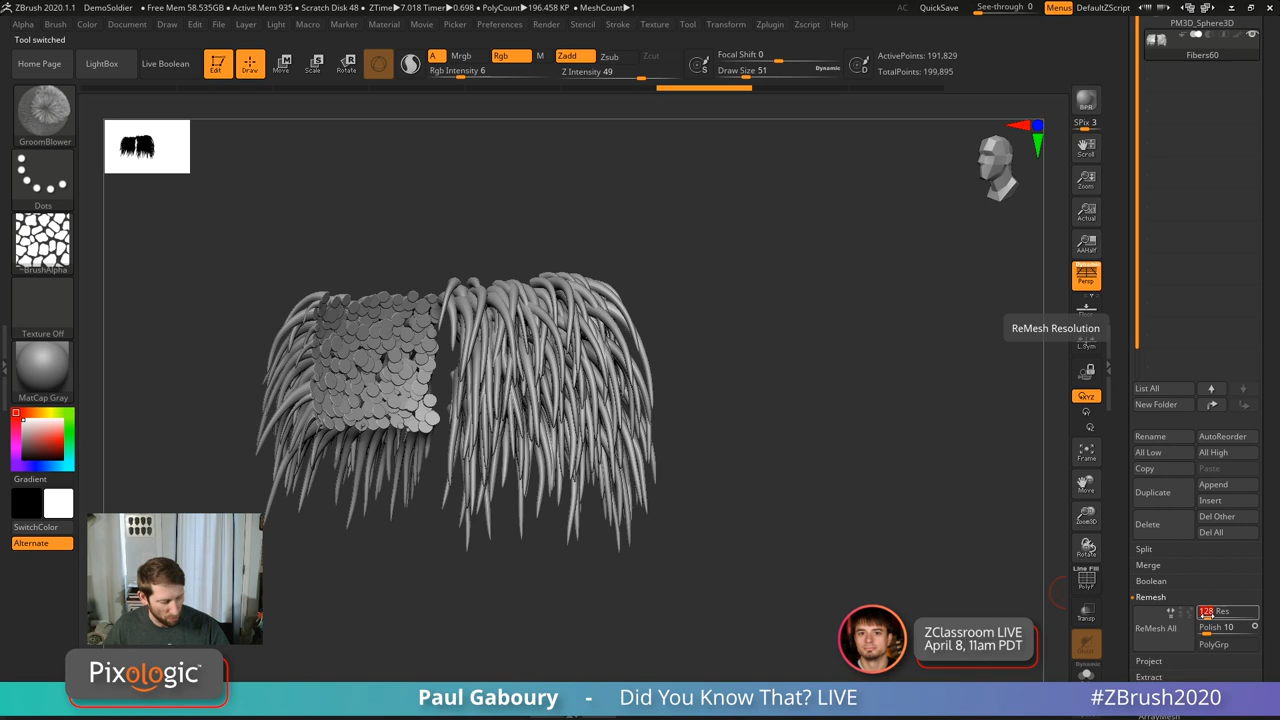 ZBrush 2020.1.1 DemoSoldier • Free Mem 58.535GB • Active Mem 935 • Scratch Disk 48 • ZTime▶7.018 Timer▶0.698 • PolyCount▶196.458 KP • MeshCount▶1
AC QuickSave See-through 0 Menus DefaultZScript
Alpha Brush Color Document Draw Edit File Layer Light Macro Marker Material Movie Picker Preferences Render Stencil Stroke Texture Tool Transform Zplugin Zscript Help
Tool switched
Home Page LightBox Live Boolean Edit Draw Move Scale Rotate
A Mrgb Rgb M Zadd Zsub Zcut
Rgb Intensity 6 Z Intensity 49
Focal Shift 0
Draw Size 51 Dynamic
ActivePoints: 191,829
TotalPoints: 199,895
GroomBlower
Dots
~BrushAlpha
Texture Off
MatCap Gray
Gradient
SwitchColor
Alternate
BPR
SPix 3
Scroll
Zoom
Actual
AAHalf
Dynamic
Persp
Floor
L.Sym
XYZ
Frame
Move
Zoom3D
Rotate
Line Fill
PolyF
Transp
Dynamic
ReMesh Resolution
PM3D_Sphere3D
Fibers60
List All
New Folder
Rename AutoReorder
All Low All High
Copy Paste
Duplicate Append
Insert
Delete Del Other
Del All
Split
Merge
Boolean
Remesh
ReMesh All 128 Res
Polish 10
PolyGrp
Project
Extract
ArrayMesh
ZClassroom LIVE
April 8, 11am PDT
Pixologic™
Paul Gaboury - Did You Know That? LIVE #ZBrush2020